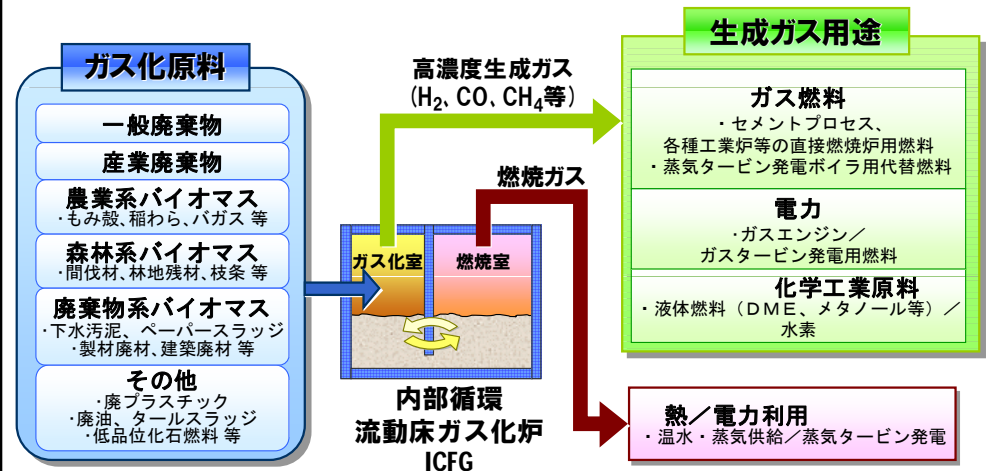 ガス化原料
一般廃棄物
産業廃棄物
農業系バイオマス
・もみ殻、稲わら、バガス 等
森林系バイオマス
・間伐材、林地残材、枝条 等
廃棄物系バイオマス
・下水汚泥、ペーパースラッジ
・製材廃材、建築廃材 等
その他
・廃プラスチック
・廃油、タールスラッジ
・低品位化石燃料 等
高濃度生成ガス
(H₂、CO、CH₄等)
燃焼ガス
ガス化室
燃焼室
内部循環
流動床ガス化炉
ICFG
生成ガス用途
ガス燃料
・セメントプロセス、
各種工業炉等の直接燃焼炉用燃料
・蒸気タービン発電ボイラ用代替燃料
電力
・ガスエンジン／
ガスタービン発電用燃料
化学工業原料
・液体燃料（ＤＭＥ、メタノール等）／
水素
熱／電力利用
・温水・蒸気供給／蒸気タービン発電